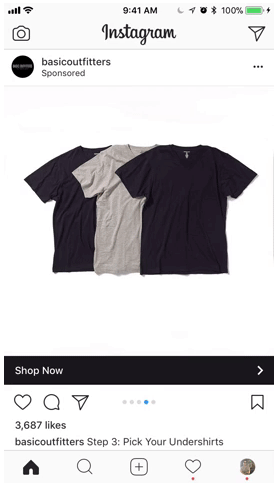 9:41 AM
100%
Instagram
basicoutfitters
Sponsored
Shop Now
3,687 likes
basicoutfitters Step 3: Pick Your Undershirts